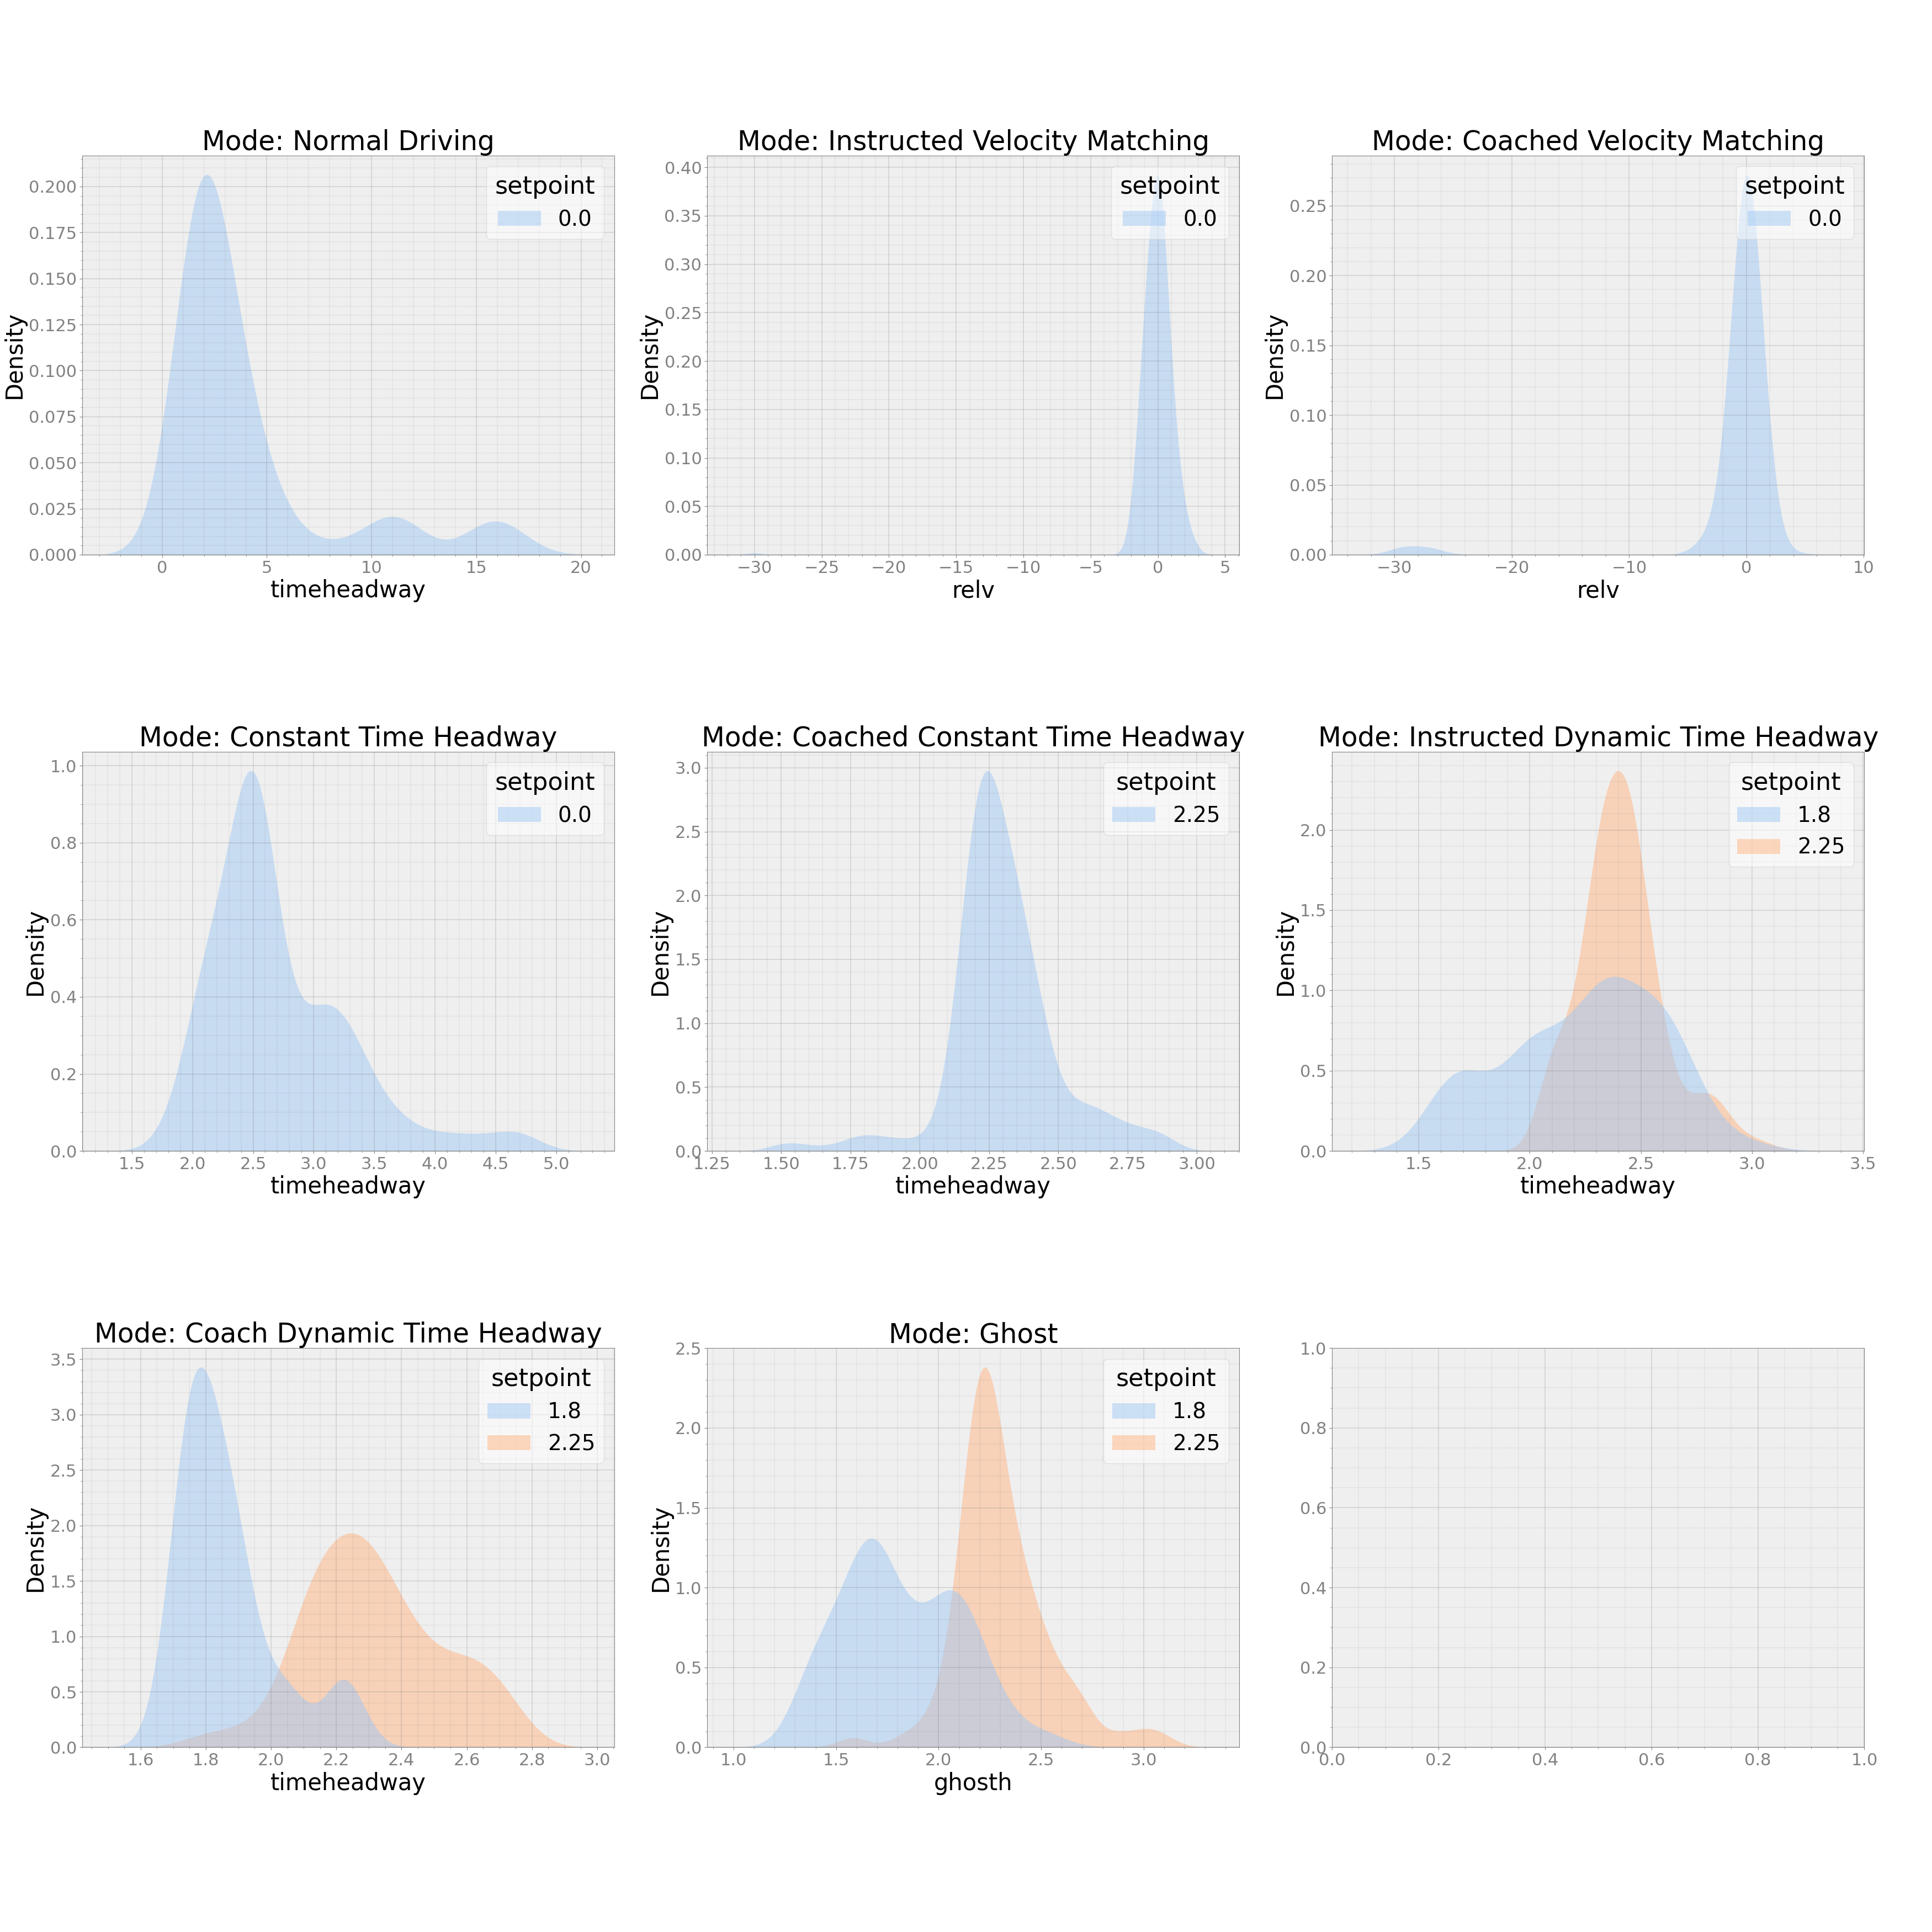 Mode: Normal Driving
setpoint
0.0
0.200
0.175
0.150
0.125
0.100
0.075
0.050
0.025
0.000
Density
0 5 10 15 20
timeheadway
Mode: Instructed Velocity Matching
setpoint
0.0
0.40
0.35
0.30
0.25
0.20
0.15
0.10
0.05
0.00
Density
−30 −25 −20 −15 −10 −5 0 5
relv
Mode: Coached Velocity Matching
setpoint
0.0
0.25
0.20
0.15
0.10
0.05
0.00
Density
−30 −20 −10 0 10
relv
Mode: Constant Time Headway
setpoint
0.0
1.0
0.8
0.6
0.4
0.2
0.0
Density
1.5 2.0 2.5 3.0 3.5 4.0 4.5 5.0
timeheadway
Mode: Coached Constant Time Headway
setpoint
2.25
3.0
2.5
2.0
1.5
1.0
0.5
0.0
Density
1.25 1.50 1.75 2.00 2.25 2.50 2.75 3.00
timeheadway
Mode: Instructed Dynamic Time Headway
setpoint
1.8
2.25
2.0
1.5
1.0
0.5
0.0
Density
1.5 2.0 2.5 3.0 3.5
timeheadway
Mode: Coach Dynamic Time Headway
setpoint
1.8
2.25
3.5
3.0
2.5
2.0
1.5
1.0
0.5
0.0
Density
1.6 1.8 2.0 2.2 2.4 2.6 2.8 3.0
timeheadway
Mode: Ghost
setpoint
1.8
2.25
2.5
2.0
1.5
1.0
0.5
0.0
Density
1.0 1.5 2.0 2.5 3.0
ghosth
1.0
0.8
0.6
0.4
0.2
0.0
0.0 0.2 0.4 0.6 0.8 1.0